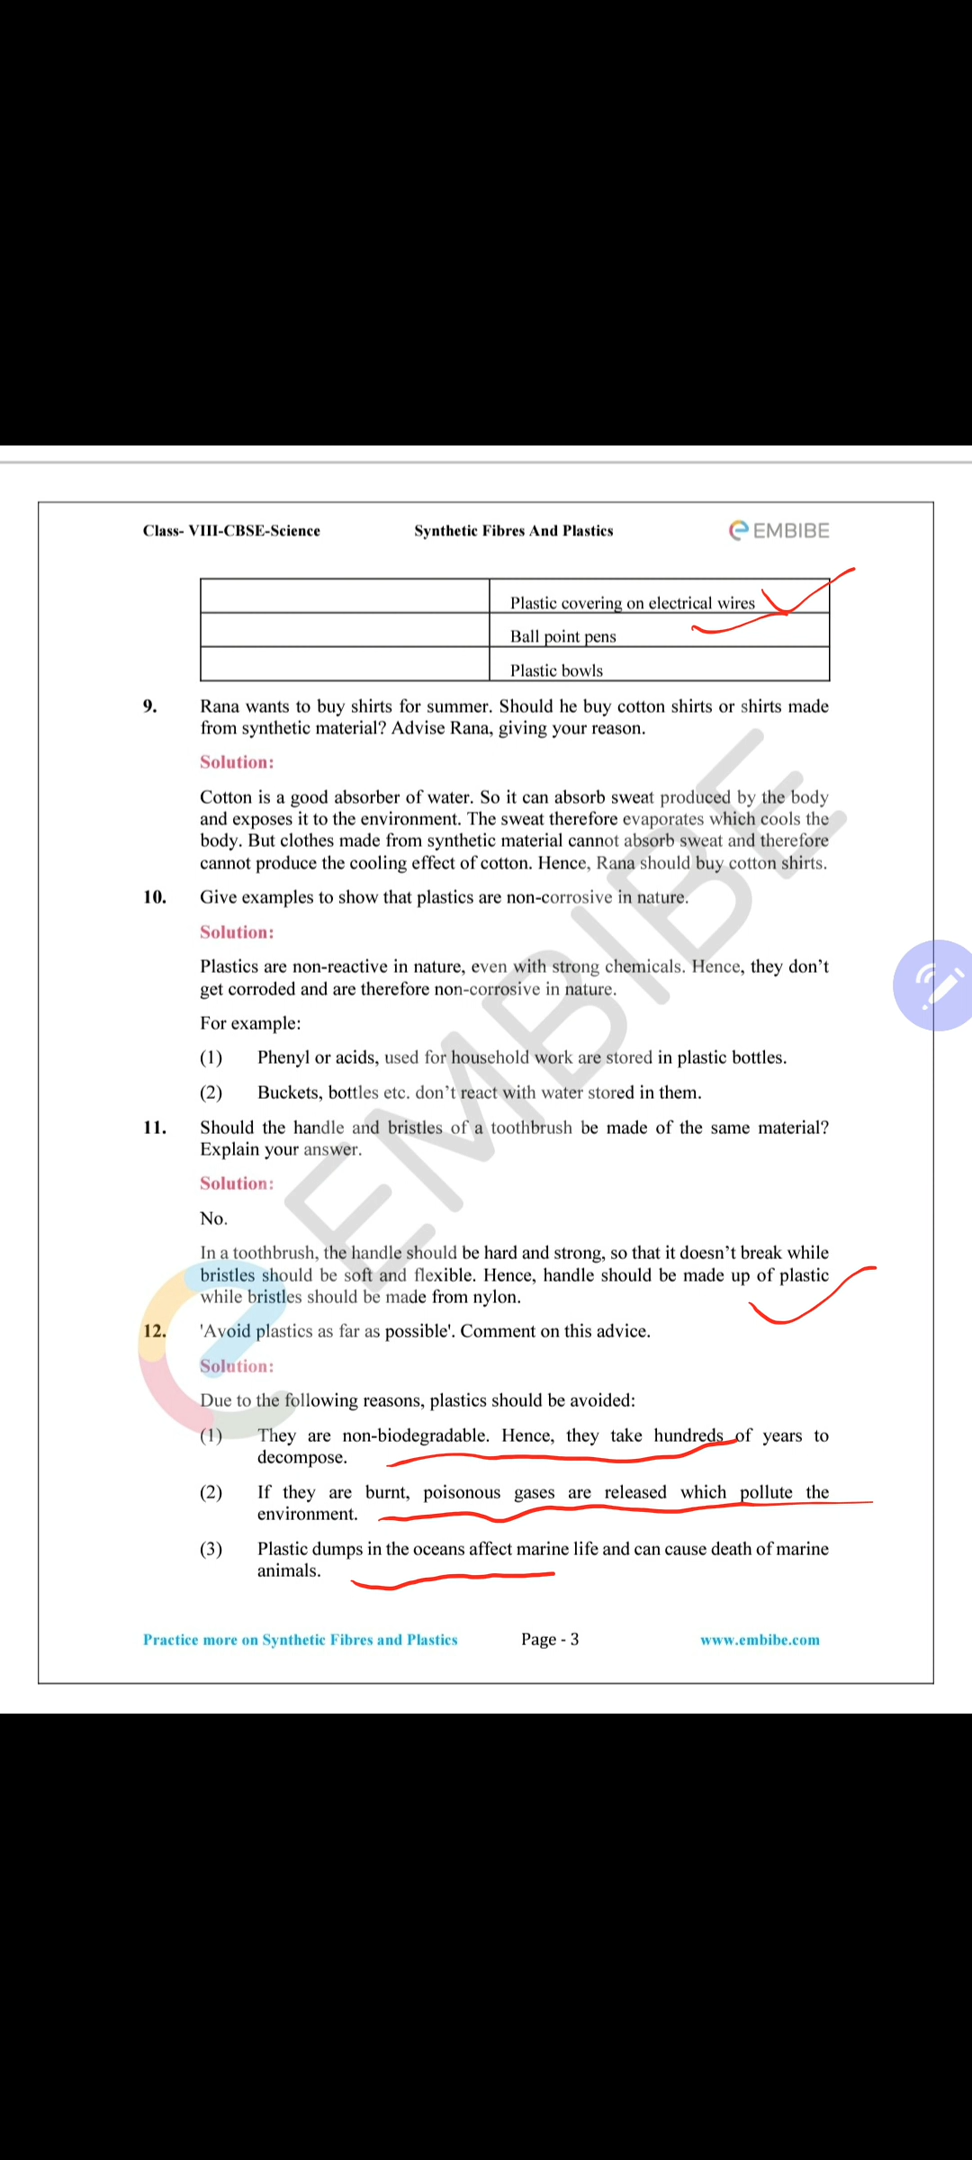 Class- VIII-CBSE-Science Synthetic Fibres And Plastics EMBIBE
Plastic covering on electrical wires
Ball point pens
Plastic bowls
9. Rana wants to buy shirts for summer. Should he buy cotton shirts or shirts made
from synthetic material? Advise Rana, giving your reason.
Solution:
Cotton is a good absorber of water. So it can absorb sweat produced by the body
and exposes it to the environment. The sweat therefore evaporates which cools the
body. But clothes made from synthetic material cannot absorb sweat and therefore
cannot produce the cooling effect of cotton. Hence, Rana should buy cotton shirts.
10. Give examples to show that plastics are non-corrosive in nature.
Solution:
Plastics are non-reactive in nature, even with strong chemicals. Hence, they don’t
get corroded and are therefore non-corrosive in nature.
For example:
(1) Phenyl or acids, used for household work are stored in plastic bottles.
(2) Buckets, bottles etc. don’t react with water stored in them.
11. Should the handle and bristles of a toothbrush be made of the same material?
Explain your answer.
Solution:
No.
In a toothbrush, the handle should be hard and strong, so that it doesn’t break while
bristles should be soft and flexible. Hence, handle should be made up of plastic
while bristles should be made from nylon.
12. 'Avoid plastics as far as possible'. Comment on this advice.
Solution:
Due to the following reasons, plastics should be avoided:
(1) They are non-biodegradable. Hence, they take hundreds of years to
decompose.
(2) If they are burnt, poisonous gases are released which pollute the
environment.
(3) Plastic dumps in the oceans affect marine life and can cause death of marine
animals.
Practice more on Synthetic Fibres and Plastics Page - 3 www.embibe.com
EMBIBE